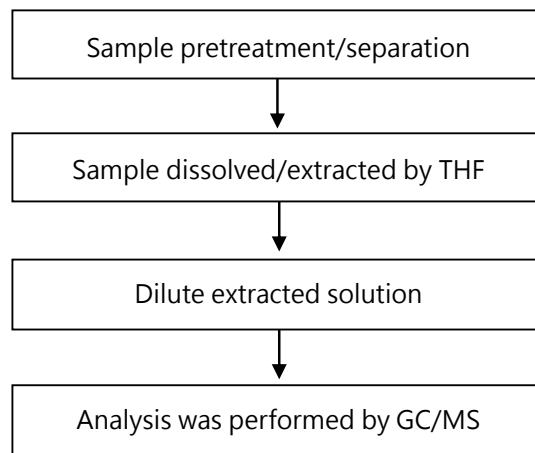 Sample pretreatment/separation
Sample dissolved/extracted by THF
Dilute extracted solution
Analysis was performed by GC/MS